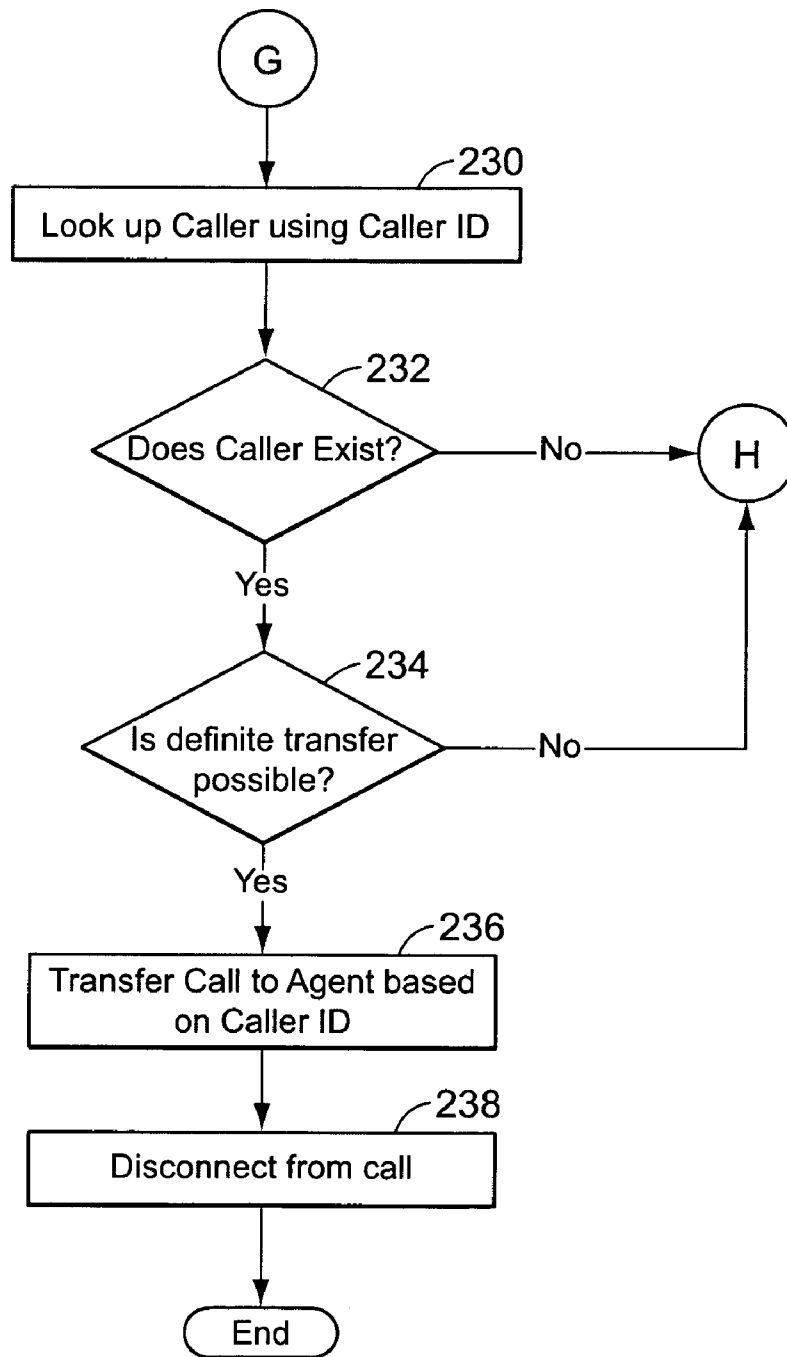 G
230
Look up Caller using Caller ID
232
Does Caller Exist?
No
H
Yes
234
Is definite transfer
possible?
No
Yes
236
Transfer Call to Agent based
on Caller ID
238
Disconnect from call
End